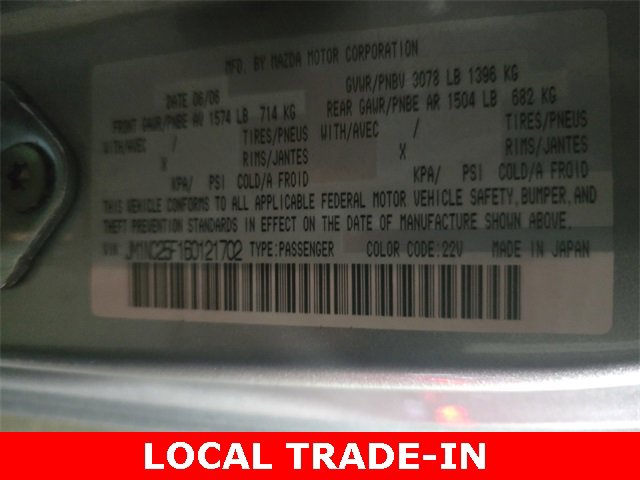 MFD. BY MAZDA MOTOR CORPORATION
DATE 06/06 GVWR/PNBV 3078 LB 1396 KG
FRONT GAWR/PNBE AV 1574 LB 714 KG REAR GAWR/PNBE AR 1504 LB 682 KG
WITH/AVEC / TIRES/PNEUS WITH/AVEC / TIRES/PNEUS
X RIMS/JANTES X RIMS/JANTES
KPA/ PSI COLD/A FROID KPA/ PSI COLD/A FROID
THIS VEHICLE CONFORMS TO ALL APPLICABLE FEDERAL MOTOR VEHICLE SAFETY, BUMPER, AND
THEFT PREVENTION STANDARDS IN EFFECT ON THE DATE OF MANUFACTURE SHOWN ABOVE.
VIN: JM1NC25F160121702 TYPE:PASSENGER COLOR CODE:22V MADE IN JAPAN
LOCAL TRADE-IN